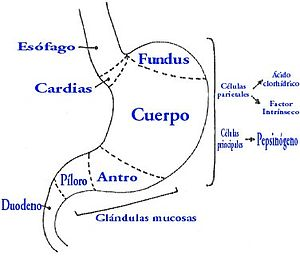 Esófago
Fundus
Cardias
Cuerpo
Células
parietales
Ácido
clorhídrico
Factor
Intrínseco
Células
principales
Pepsinógeno
Píloro
Antro
Duodeno
Glándulas mucosas